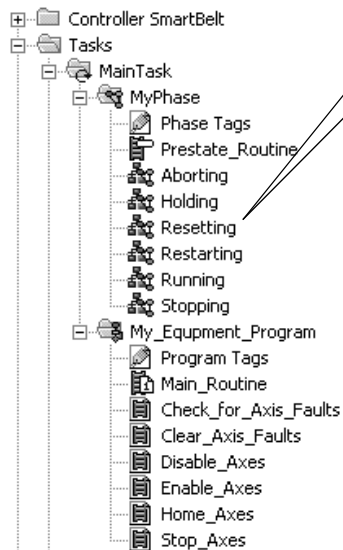 Controller SmartBelt
Tasks
MainTask
MyPhase
Phase Tags
Prestate_Routine
Aborting
Holding
Resetting
Restarting
Running
Stopping
My_Equpment_Program
Program Tags
Main_Routine
Check_for_Axis_Faults
Clear_Axis_Faults
Disable_Axes
Enable_Axes
Home_Axes
Stop_Axes